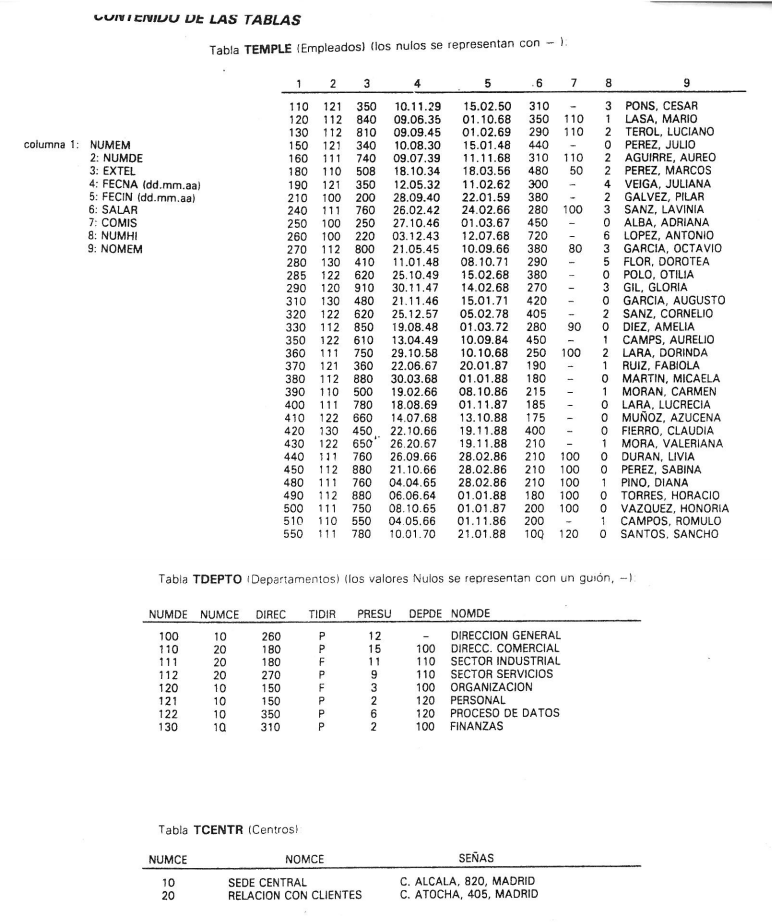 CONTENIDO DE LAS TABLAS
Tabla TEMPLE (Empleados) (los nulos se representan con – ).
1 2 3 4 5 6 7 8 9
110 121 350 10.11.29 15.02.50 310 – 3 PONS, CESAR
120 112 840 09.06.35 01.10.68 350 110 1 LASA, MARIO
130 112 810 09.09.45 01.02.69 290 110 2 TEROL, LUCIANO
columna 1: NUMEM
150 121 340 10.08.30 15.01.48 440 – 0 PEREZ, JULIO
2: NUMDE
160 111 740 09.07.39 11.11.68 310 110 2 AGUIRRE, AUREO
3: EXTEL
180 110 508 18.10.34 18.03.56 480 50 2 PEREZ, MARCOS
4: FECNA (dd.mm.aa)
190 121 350 12.05.32 11.02.62 300 – 4 VEIGA, JULIANA
5: FECIN (dd.mm.aa)
210 100 200 28.09.40 22.01.59 380 – 2 GALVEZ, PILAR
6: SALAR
240 111 760 26.02.42 24.02.66 280 100 3 SANZ, LAVINIA
7: COMIS
250 100 250 27.10.46 01.03.67 450 – 0 ALBA, ADRIANA
8: NUMHI
260 100 220 03.12.43 12.07.68 720 – 6 LOPEZ, ANTONIO
9: NOMEM
270 112 800 21.05.45 10.09.66 380 80 3 GARCIA, OCTAVIO
280 130 410 11.01.48 08.10.71 290 – 5 FLOR, DOROTEA
285 122 620 25.10.49 15.02.68 380 – 0 POLO, OTILIA
290 120 910 30.11.47 14.02.68 270 – 3 GIL, GLORIA
310 130 480 21.11.46 15.01.71 420 – 0 GARCIA, AUGUSTO
320 122 620 25.12.57 05.02.78 405 – 2 SANZ, CORNELIO
330 112 850 19.08.48 01.03.72 280 90 0 DIEZ, AMELIA
350 122 610 13.04.49 10.09.84 450 – 1 CAMPS, AURELIO
360 111 750 29.10.58 10.10.68 250 100 2 LARA, DORINDA
370 121 360 22.06.67 20.01.87 190 – 1 RUIZ, FABIOLA
380 112 880 30.03.68 01.01.88 180 – 0 MARTIN, MICAELA
390 110 500 19.02.66 08.10.86 215 – 1 MORAN, CARMEN
400 111 780 18.08.69 01.11.87 185 – 0 LARA, LUCRECIA
410 122 660 14.07.68 13.10.88 175 – 0 MUÑOZ, AZUCENA
420 130 450 22.10.66 19.11.88 400 – 0 FIERRO, CLAUDIA
430 122 650 26.20.67 19.11.88 210 – 1 MORA, VALERIANA
440 111 760 26.09.66 28.02.86 210 100 0 DURAN, LIVIA
450 112 880 21.10.66 28.02.86 210 100 0 PEREZ, SABINA
480 111 760 04.04.65 28.02.86 210 100 1 PINO, DIANA
490 112 880 06.06.64 01.01.88 180 100 0 TORRES, HORACIO
500 111 750 08.10.65 01.01.87 200 100 0 VAZQUEZ, HONORIA
510 110 550 04.05.66 01.11.86 200 – 1 CAMPOS, ROMULO
550 111 780 10.01.70 21.01.88 100 120 0 SANTOS, SANCHO
Tabla TDEPTO (Departamentos) (los valores Nulos se representan con un guión, –).
NUMDE NUMCE DIREC TIDIR PRESU DEPDE NOMDE
100 10 260 P 12 – DIRECCION GENERAL
110 20 180 P 15 100 DIRECC. COMERCIAL
111 20 180 F 11 110 SECTOR INDUSTRIAL
112 20 270 P 9 110 SECTOR SERVICIOS
120 10 150 F 3 100 ORGANIZACION
121 10 150 P 2 120 PERSONAL
122 10 350 P 6 120 PROCESO DE DATOS
130 10 310 P 2 100 FINANZAS
Tabla TCENTR (Centros)
NUMCE NOMCE SEÑAS
10 SEDE CENTRAL C. ALCALA, 820, MADRID
20 RELACION CON CLIENTES C. ATOCHA, 405, MADRID